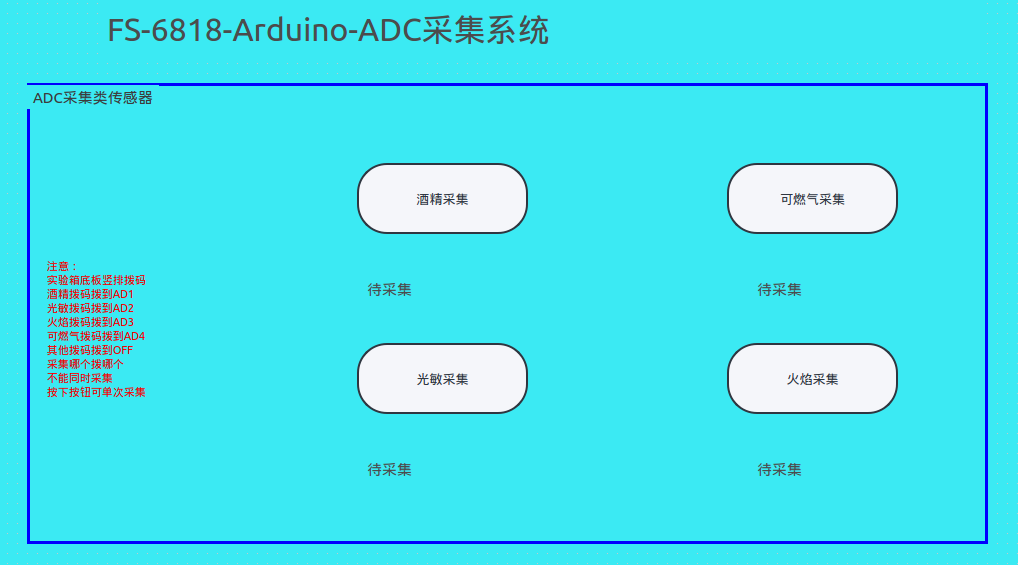 FS-6818-Arduino-ADC采集系统
ADC采集类传感器
酒精采集
可燃气采集
待采集
待采集
注意：
实验箱底板竖排拨码
酒精拨码拨到AD1
光敏拨码拨到AD2
火焰拨码拨到AD3
可燃气拨码拨到AD4
其他拨码拨到OFF
采集哪个拨哪个
不能同时采集
按下按钮可单次采集
光敏采集
火焰采集
待采集
待采集